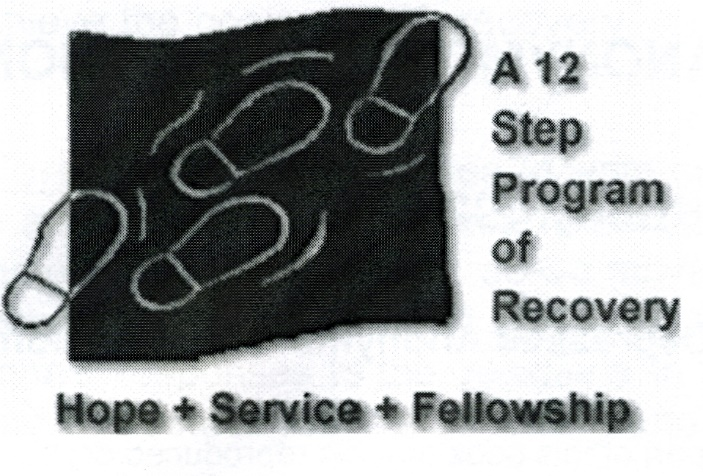 A 12
Step
Program
of
Recovery
Hope + Service + Fellowship